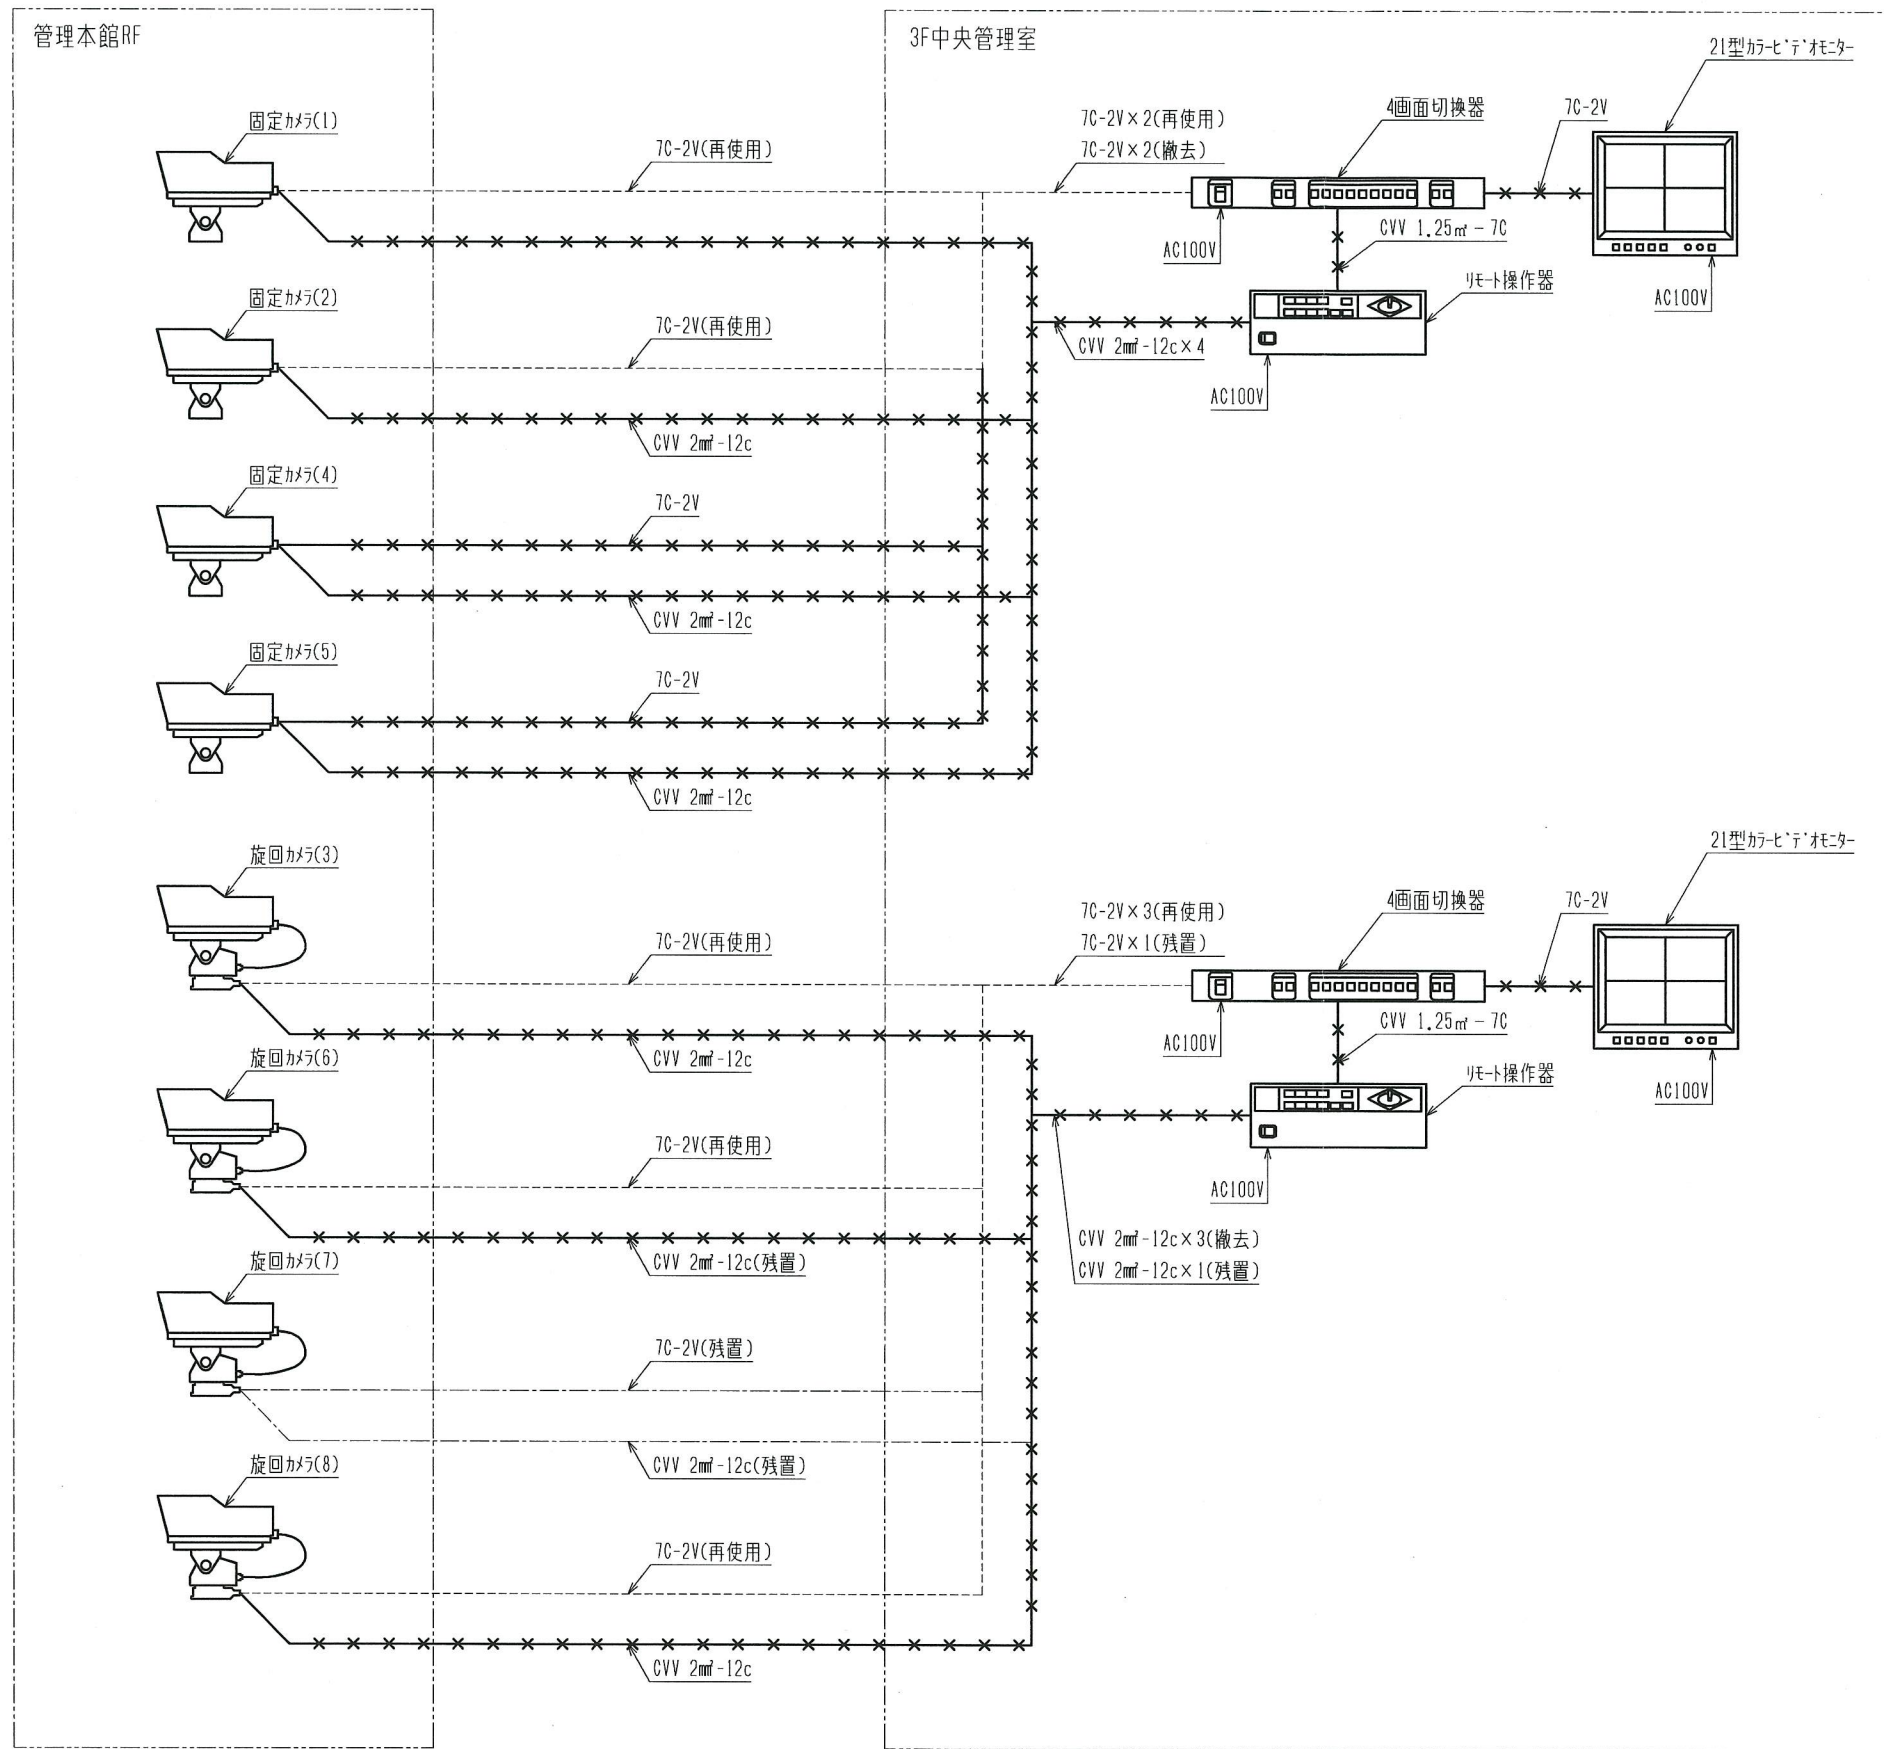 管理本館RF
3F中央管理室
21型カラービデオモニター
固定カメラ(1)
7C-2V(再使用)
7C-2V×2(再使用)
7C-2V×2(撤去)
4画面切換器
7C-2V
AC100V
CVV 1.25㎡-7C
リモート操作器
AC100V
固定カメラ(2)
7C-2V(再使用)
CVV 2m㎡-12c×4
AC100V
CVV 2m㎡-12c
固定カメラ(4)
7C-2V
CVV 2m㎡-12c
固定カメラ(5)
7C-2V
CVV 2m㎡-12c
旋回カメラ(3)
21型カラービデオモニター
7C-2V(再使用)
7C-2V×3(再使用)
7C-2V×1(残置)
4画面切換器
7C-2V
CVV 2m㎡-12c
AC100V
CVV 1.25㎡-7C
リモート操作器
AC100V
旋回カメラ(6)
7C-2V(再使用)
AC100V
CVV 2m㎡-12c(残置)
CVV 2m㎡-12c×3(撤去)
CVV 2m㎡-12c×1(残置)
旋回カメラ(7)
7C-2V(残置)
CVV 2m㎡-12c(残置)
旋回カメラ(8)
7C-2V(再使用)
CVV 2m㎡-12c